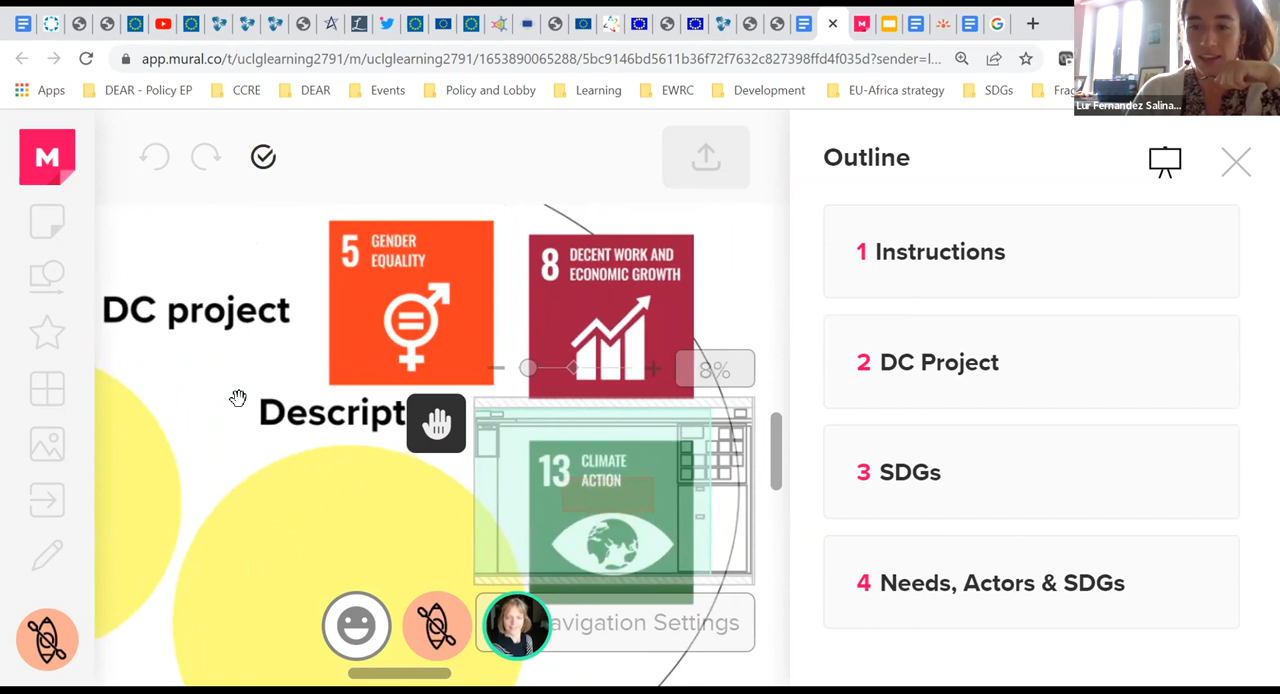 app.mural.co/t/uclglearning2791/m/uclglearning2791/1653890065288/5bc9146bd5611b36f72f7632c827398ffd4f035d?sender=l...
Apps DEAR - Policy EP CCRE DEAR Events Policy and Lobby Learning EWRC Development EU-Africa strategy SDGs Frag
Lur Fernandez Salina...
M
Outline
1 Instructions
2 DC Project
3 SDGs
4 Needs, Actors & SDGs
5 GENDER
EQUALITY
8 DECENT WORK AND
ECONOMIC GROWTH
DC project
8%
Descript
13 CLIMATE
ACTION
avigation Settings